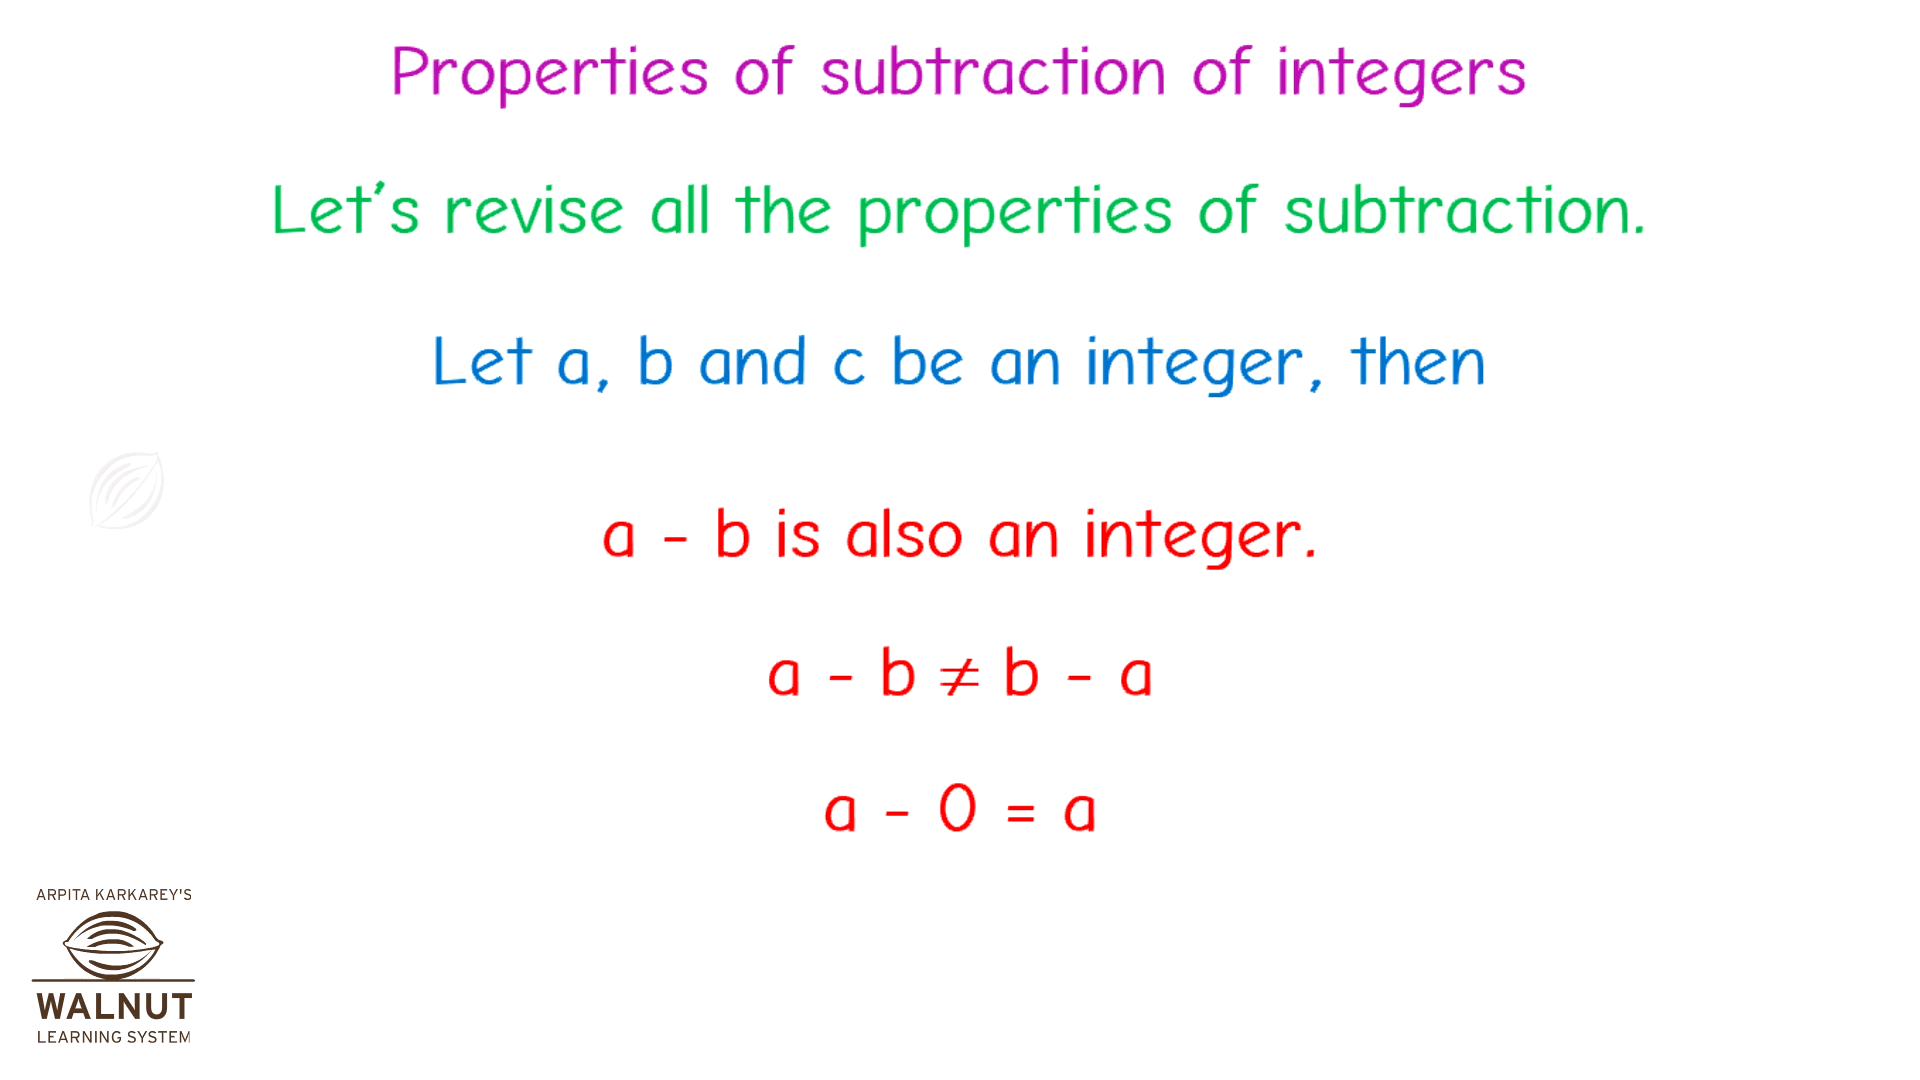 Properties of subtraction of integers
Let's revise all the properties of subtraction.
Let a, b and c be an integer, then
a - b is also an integer.
a - b ≠ b - a
a - 0 = a
ARPITA KARKAREY'S
WALNUT
LEARNING SYSTEM